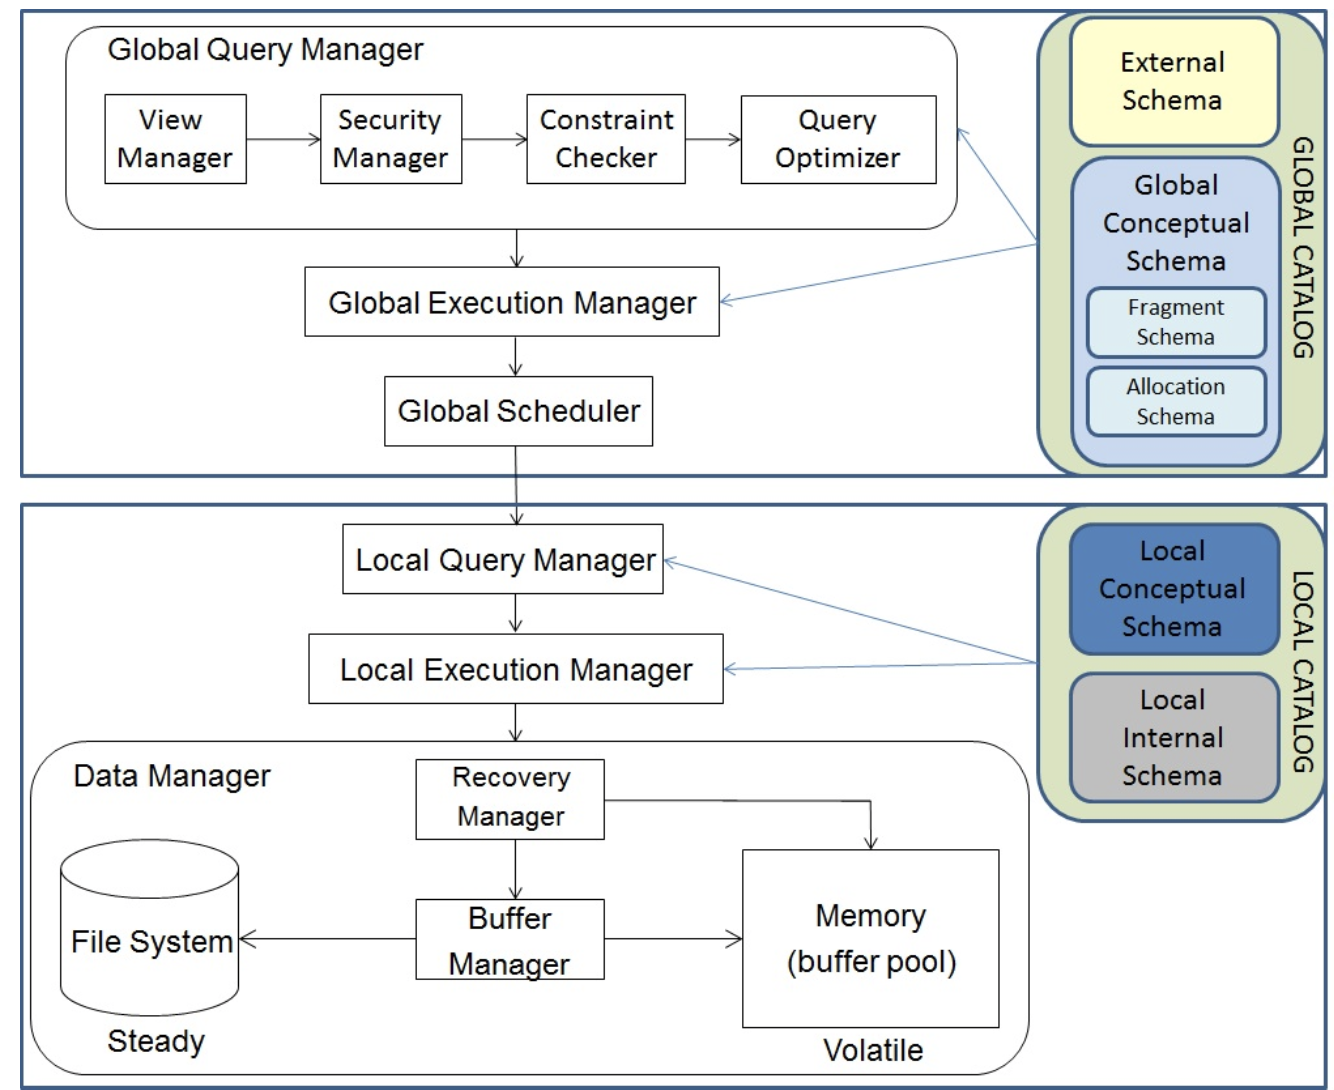 Global Query Manager
View
Manager
Security
Manager
Constraint
Checker
Query
Optimizer
Global Execution Manager
Global Scheduler
External
Schema
Global
Conceptual
Schema
Fragment
Schema
Allocation
Schema
GLOBAL CATALOG
Local Query Manager
Local Execution Manager
Local
Conceptual
Schema
Local
Internal
Schema
LOCAL CATALOG
Data Manager
Recovery
Manager
File System
Buffer
Manager
Memory
(buffer pool)
Steady
Volatile